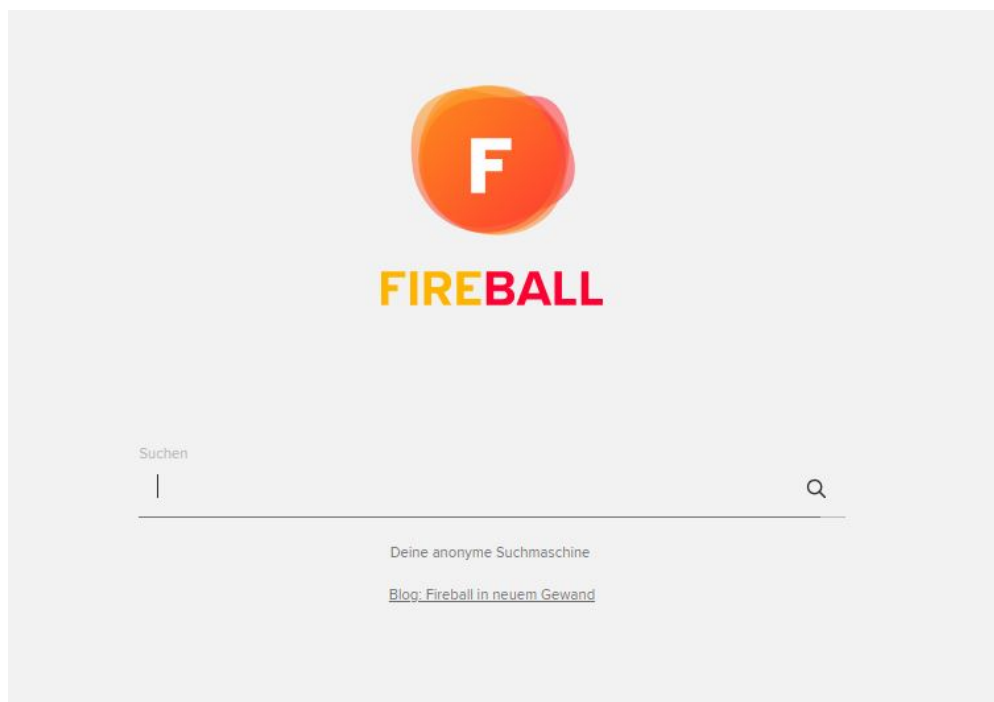 F
FIREBALL
Suchen
Deine anonyme Suchmaschine
Blog: Fireball in neuem Gewand